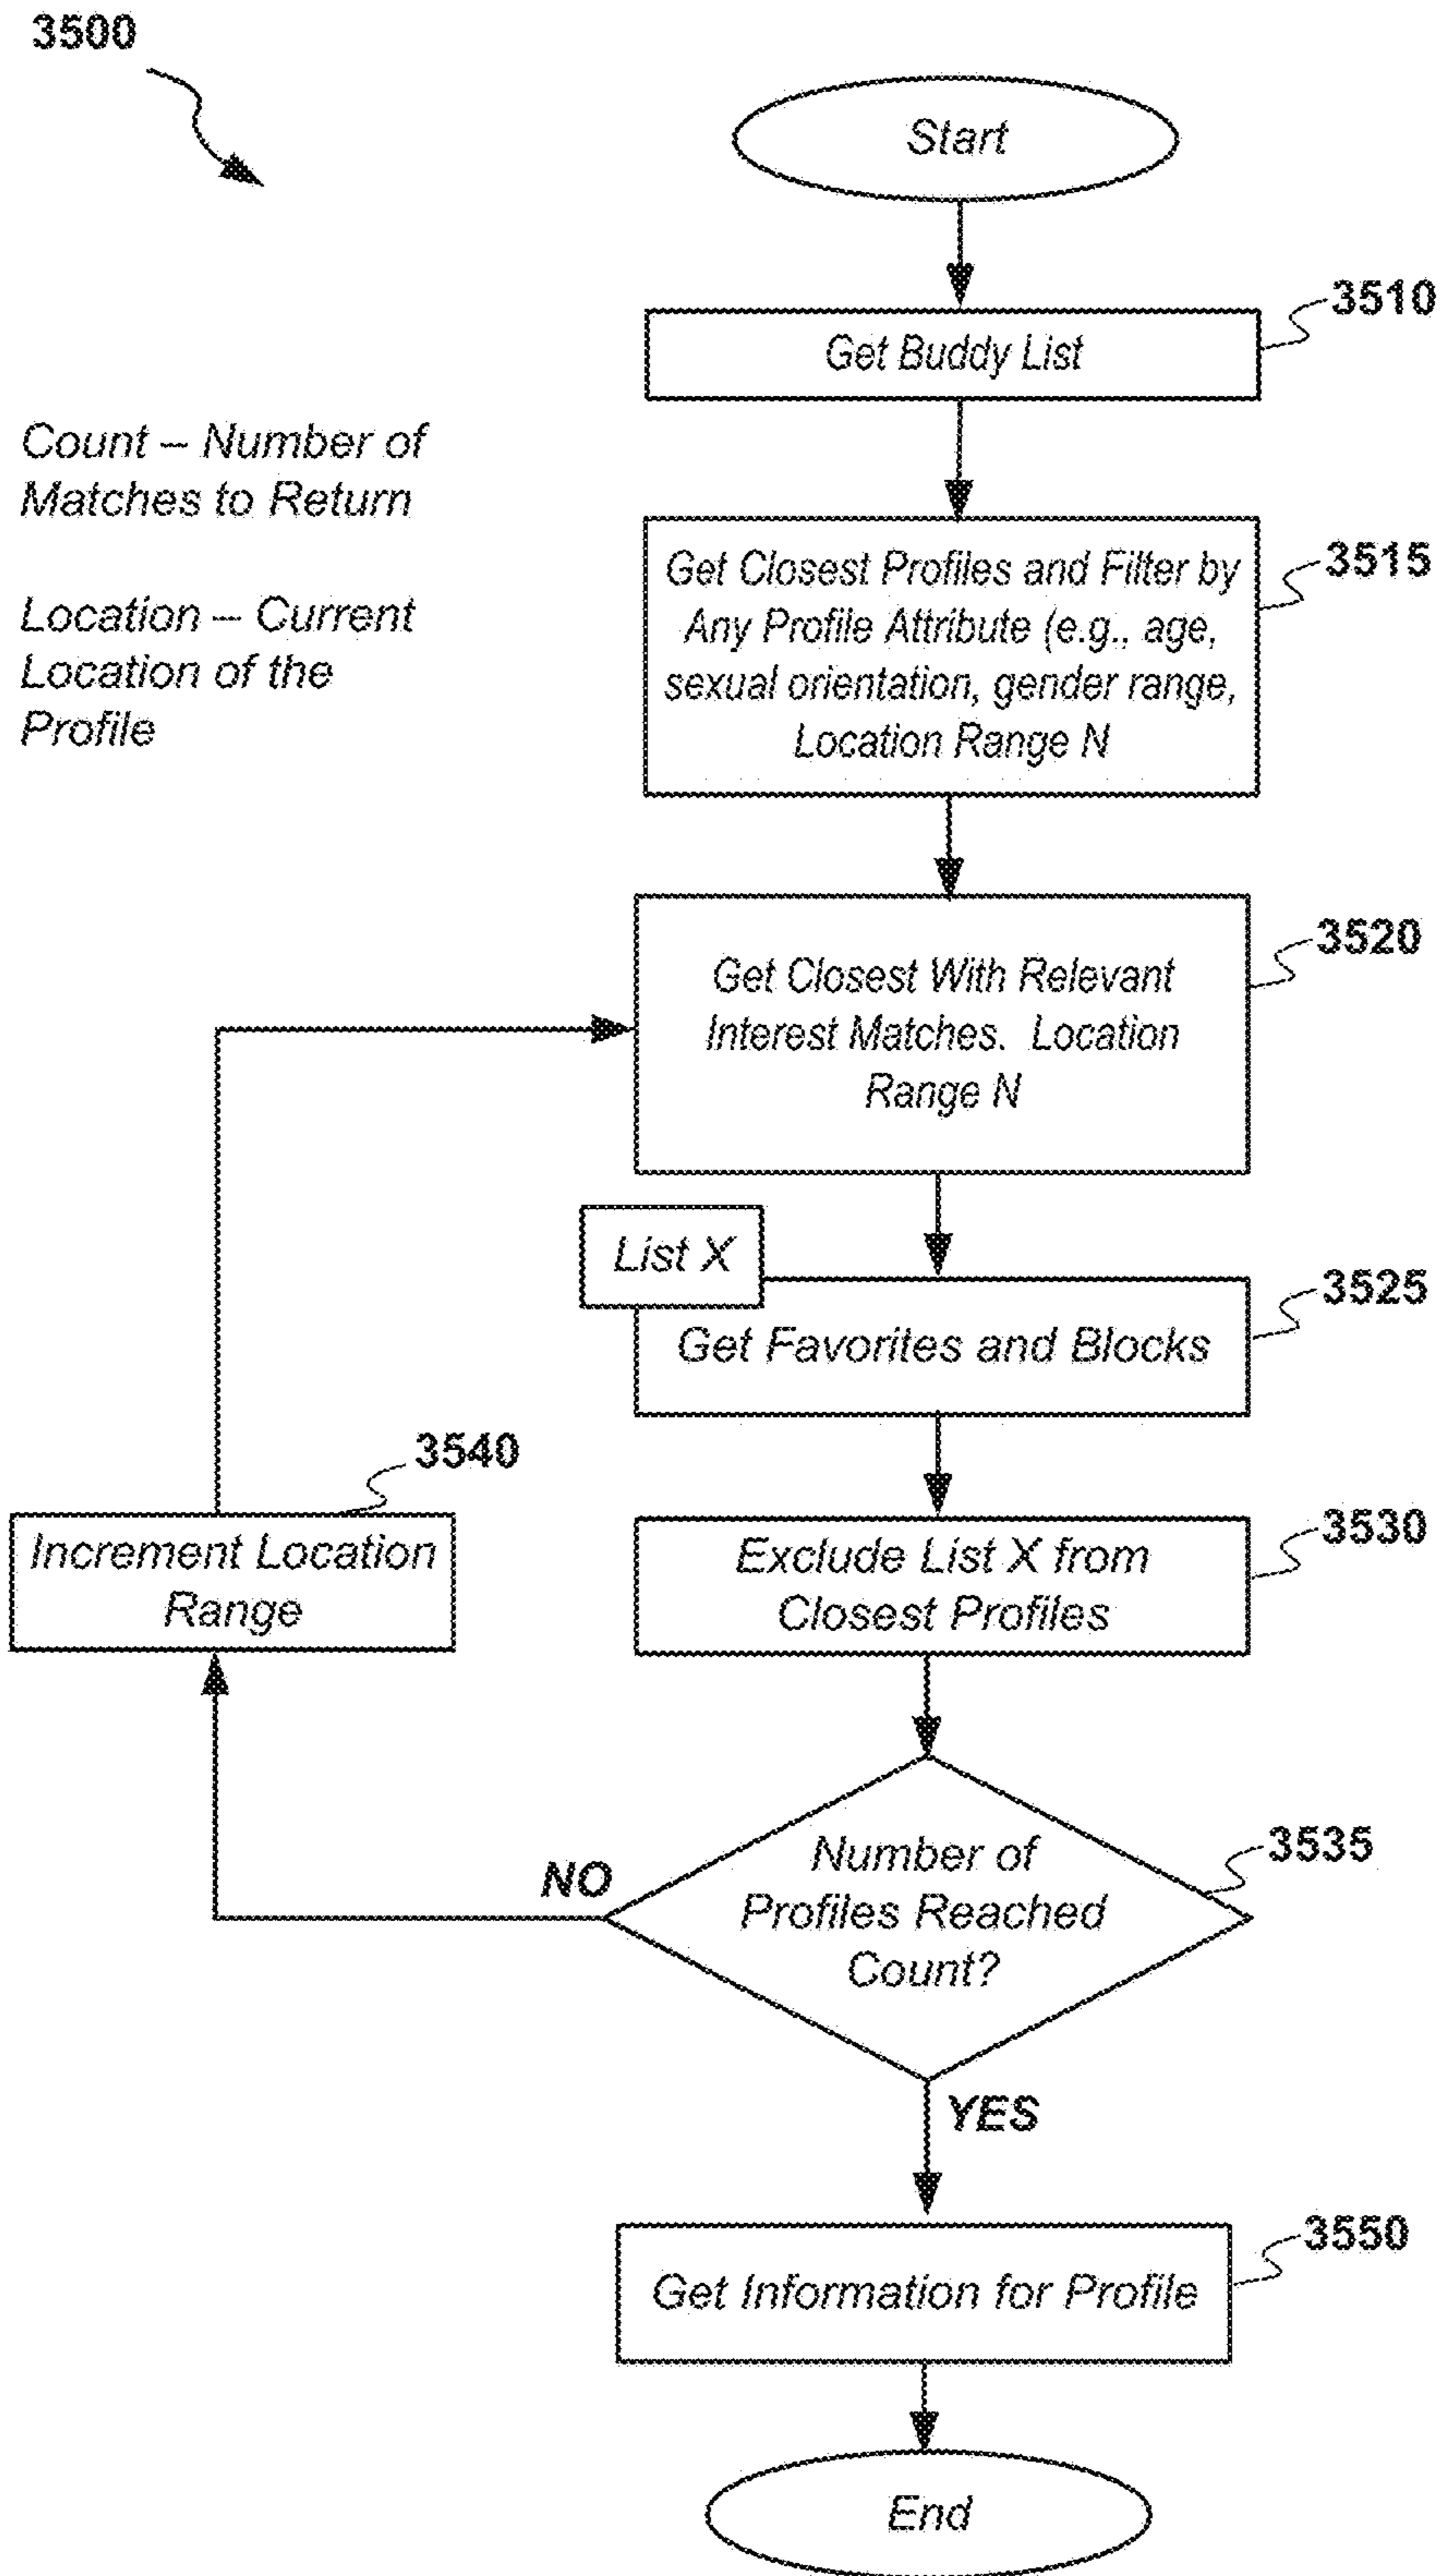 3500
Start
3510
Get Buddy List
Count – Number of
Matches to Return
Location – Current
Location of the
Profile
3515
Get Closest Profiles and Filter by
Any Profile Attribute (e.g., age,
sexual orientation, gender range,
Location Range N
3520
Get Closest With Relevant
Interest Matches. Location
Range N
List X
3525
Get Favorites and Blocks
3530
Exclude List X from
Closest Profiles
3540
Increment Location
Range
3535
Number of
Profiles Reached
Count?
NO
YES
3550
Get Information for Profile
End